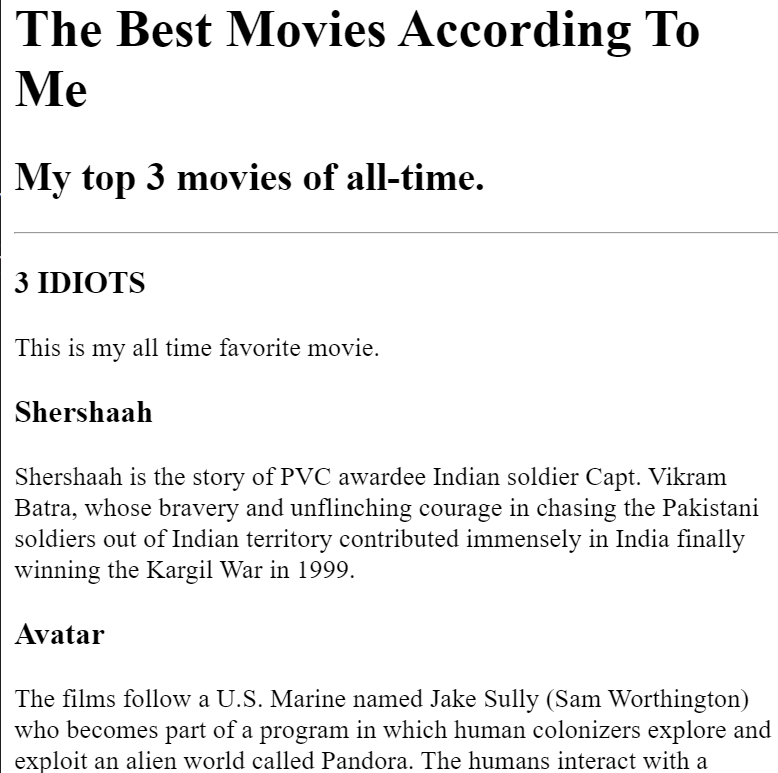 The Best Movies According To
Me
My top 3 movies of all-time.
3 IDIOTS
This is my all time favorite movie.
Shershaah
Shershaah is the story of PVC awardee Indian soldier Capt. Vikram
Batra, whose bravery and unflinching courage in chasing the Pakistani
soldiers out of Indian territory contributed immensely in India finally
winning the Kargil War in 1999.
Avatar
The films follow a U.S. Marine named Jake Sully (Sam Worthington)
who becomes part of a program in which human colonizers explore and
exploit an alien world called Pandora. The humans interact with a